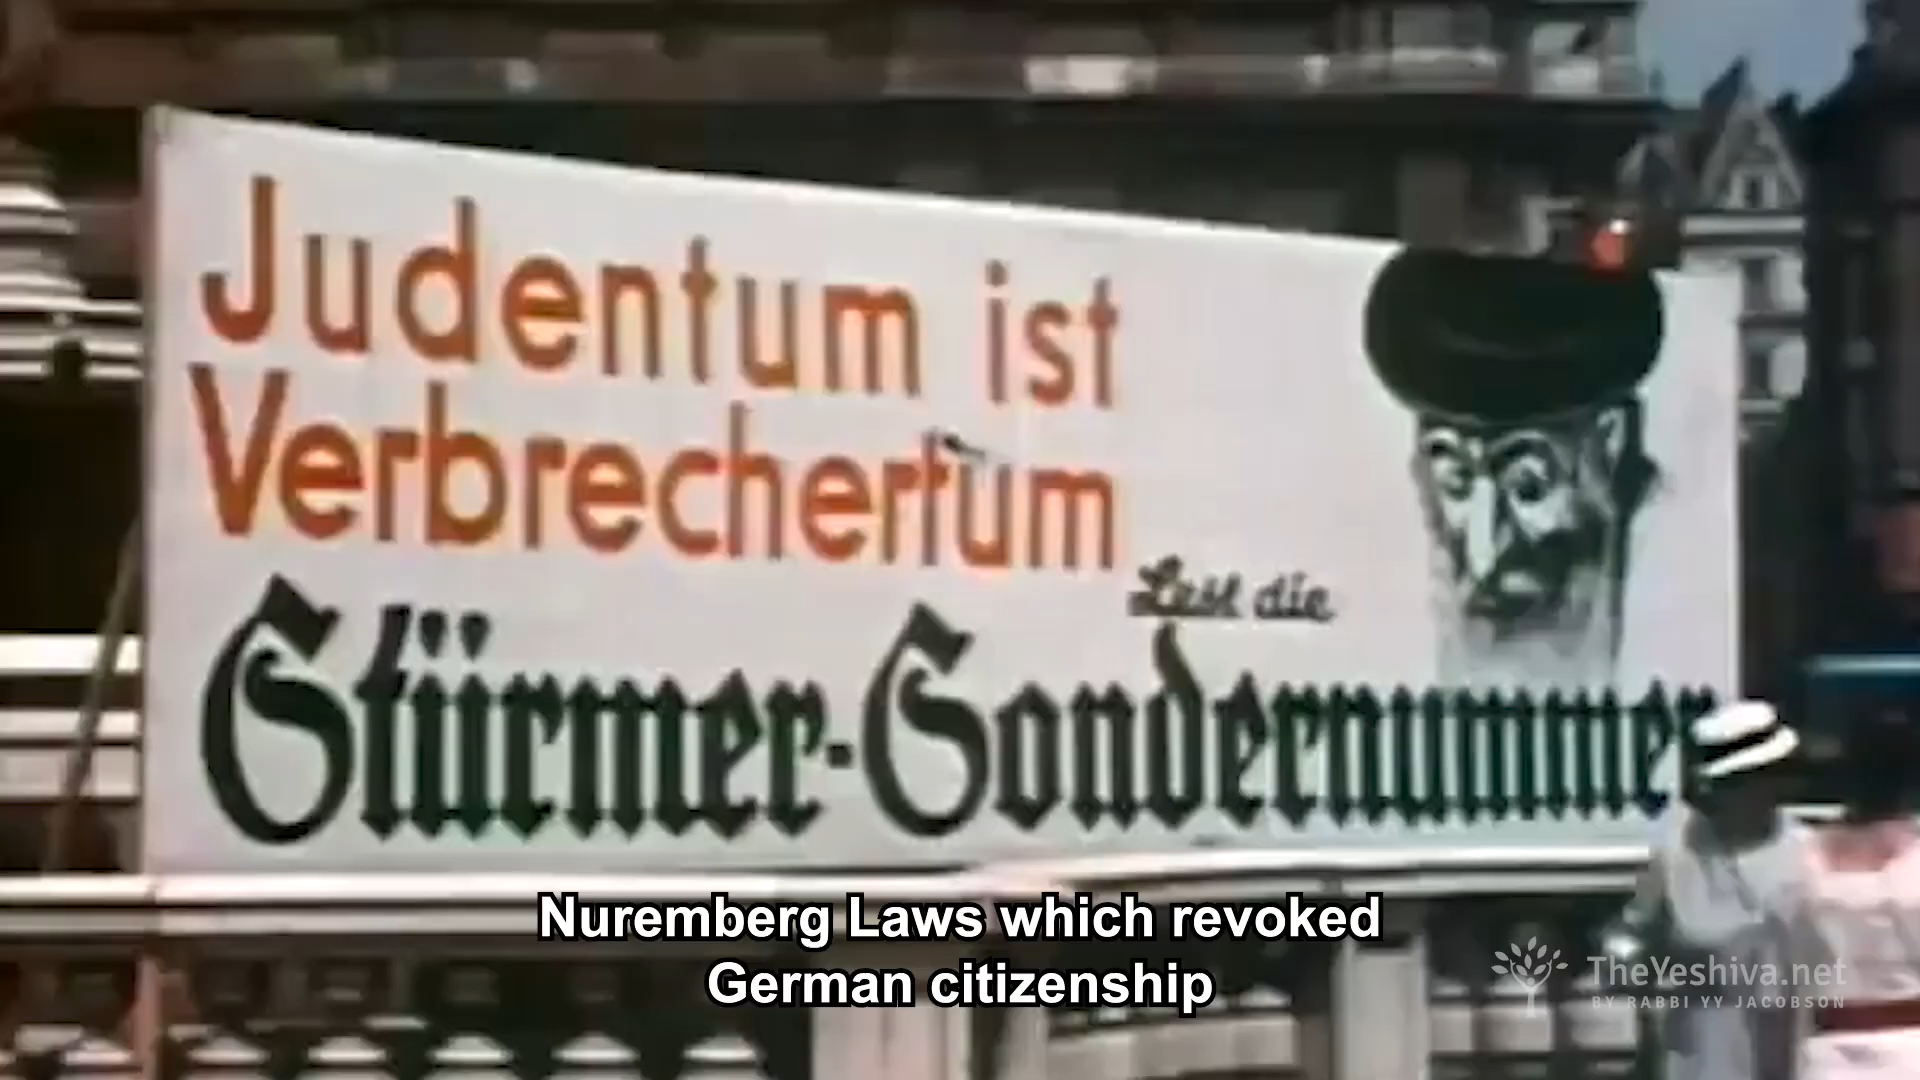 Judentum ist
Verbrechertum
Lest die
Stürmer-Sondernummer
Nuremberg Laws which revoked
German citizenship
TheYeshiva.net
BY RABBI YY JACOBSON